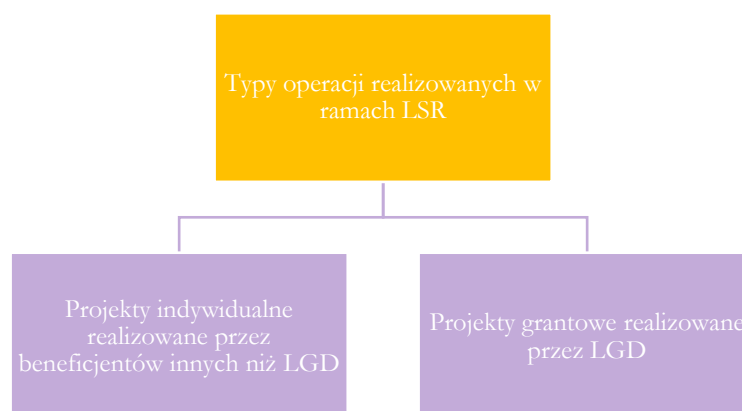 Typy operacji realizowanych w
ramach LSR
Projekty indywidualne
realizowane przez
beneficjentów innych niż LGD
Projekty grantowe realizowane
przez LGD